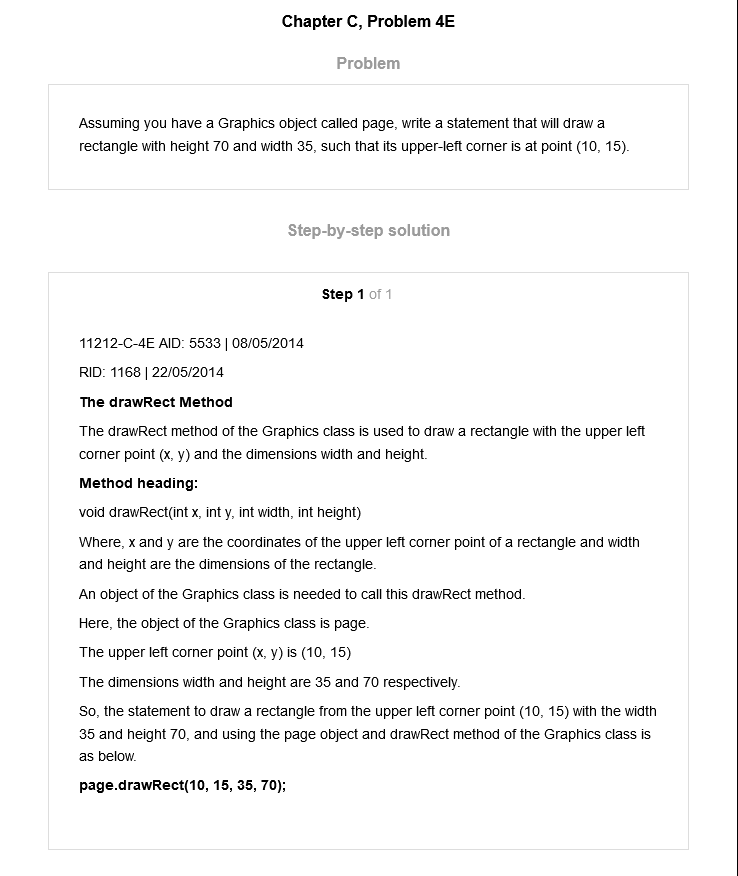 Chapter C, Problem 4E
Problem
Assuming you have a Graphics object called page, write a statement that will draw a
rectangle with height 70 and width 35, such that its upper-left corner is at point (10, 15).
Step-by-step solution
Step 1 of 1
11212-C-4E AID: 5533 | 08/05/2014
RID: 1168 | 22/05/2014
The drawRect Method
The drawRect method of the Graphics class is used to draw a rectangle with the upper left
corner point (x, y) and the dimensions width and height.
Method heading:
void drawRect(int x, int y, int width, int height)
Where, x and y are the coordinates of the upper left corner point of a rectangle and width
and height are the dimensions of the rectangle.
An object of the Graphics class is needed to call this drawRect method.
Here, the object of the Graphics class is page.
The upper left corner point (x, y) is (10, 15)
The dimensions width and height are 35 and 70 respectively.
So, the statement to draw a rectangle from the upper left corner point (10, 15) with the width
35 and height 70, and using the page object and drawRect method of the Graphics class is
as below.
page.drawRect(10, 15, 35, 70);